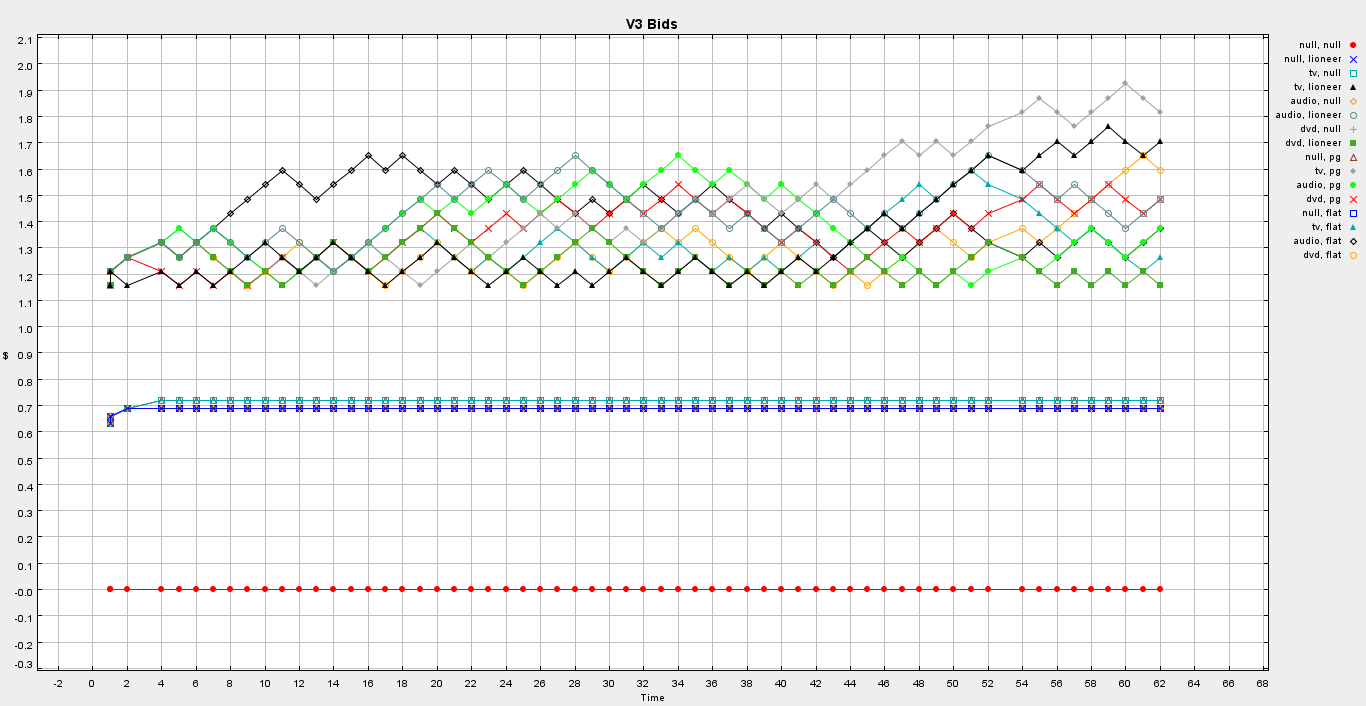 V3 Bids
2.1
2.0
1.9
1.8
1.7
1.6
1.5
1.4
1.3
1.2
1.1
1.0
$ 0.9
0.8
0.7
0.6
0.5
0.4
0.3
0.2
0.1
-0.0
-0.1
-0.2
-0.3
-2 0 2 4 6 8 10 12 14 16 18 20 22 24 26 28 30 32 34 36 38 40 42 44 46 48 50 52 54 56 58 60 62 64 66 68
Time
null, null
null, lioneer
tv, null
tv, lioneer
audio, null
audio, lioneer
dvd, null
dvd, lioneer
null, pg
tv, pg
audio, pg
dvd, pg
null, flat
tv, flat
audio, flat
dvd, flat